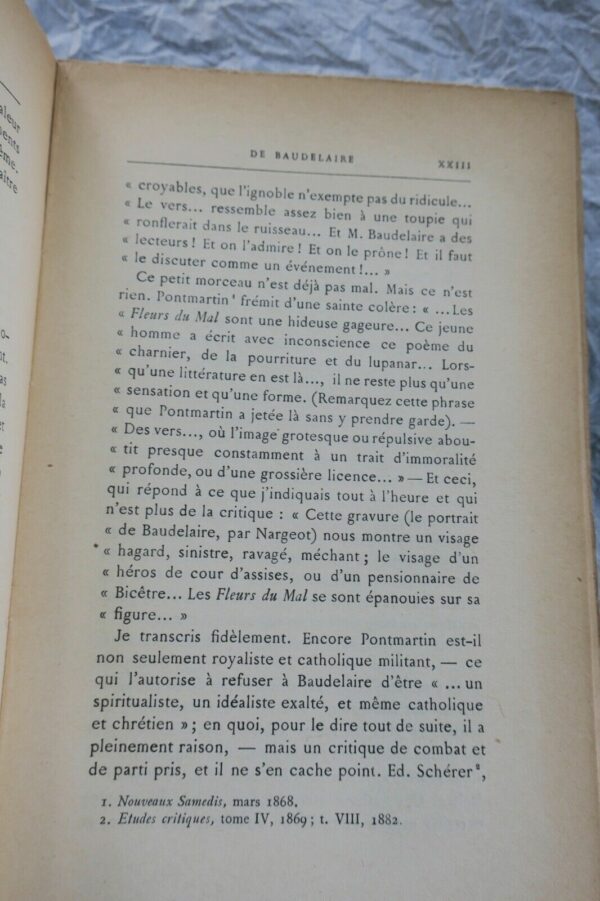 aleur
ments
ême.
aître
DE BAUDELAIRE XXIII
« croyables, que l'ignoble n'exempte pas du ridicule...
« Le vers... ressemble assez bien à une toupie qui
« ronflerait dans le ruisseau... Et M. Baudelaire a des
« lecteurs ! Et on l'admire ! Et on le prône ! Et il faut
« le discuter comme un événement !... »
Ce petit morceau n'est déjà pas mal. Mais ce n'est
rien. Pontmartin¹ frémit d'une sainte colère : « ...Les
« Fleurs du Mal sont une hideuse gageure... Ce jeune
« homme a écrit avec inconscience ce poème du
« charnier, de la pourriture et du lupanar... Lors-
« qu'une littérature en est là..., il ne reste plus qu'une
« sensation et qu'une forme. (Remarquez cette phrase
« que Pontmartin a jetée là sans y prendre garde). —
« Des vers..., où l'image grotesque ou répulsive abou-
« tit presque constamment à un trait d'immoralité
« profonde, ou d'une grossière licence... » — Et ceci,
qui répond à ce que j'indiquais tout à l'heure et qui
n'est plus de la critique : « Cette gravure (le portrait
« de Baudelaire, par Nargeot) nous montre un visage
« hagard, sinistre, ravagé, méchant ; le visage d'un
« héros de cour d'assises, ou d'un pensionnaire de
« Bicêtre... Les Fleurs du Mal se sont épanouies sur sa
« figure... »
Je transcris fidèlement. Encore Pontmartin est-il
non seulement royaliste et catholique militant, — ce
qui l'autorise à refuser à Baudelaire d'être « ...un
spiritualiste, un idéaliste exalté, et même catholique
et chrétien » ; en quoi, pour le dire tout de suite, il a
pleinement raison, — mais un critique de combat et
de parti pris, et il ne s'en cache point. Ed. Schérer²,
1. Nouveaux Samedis, mars 1868.
2. Etudes critiques, tome IV, 1869 ; t. VIII, 1882.